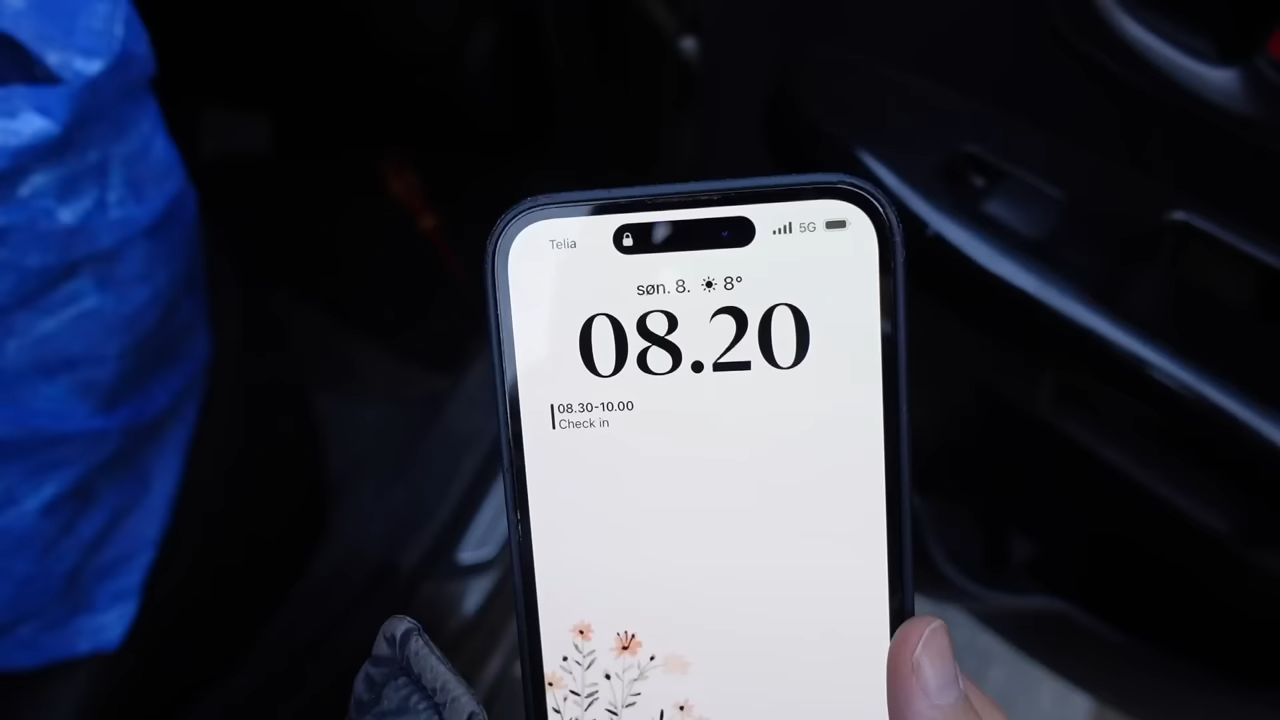 Telia
5G
søn. 8. 8°
08.20
08.30-10.00
Check in